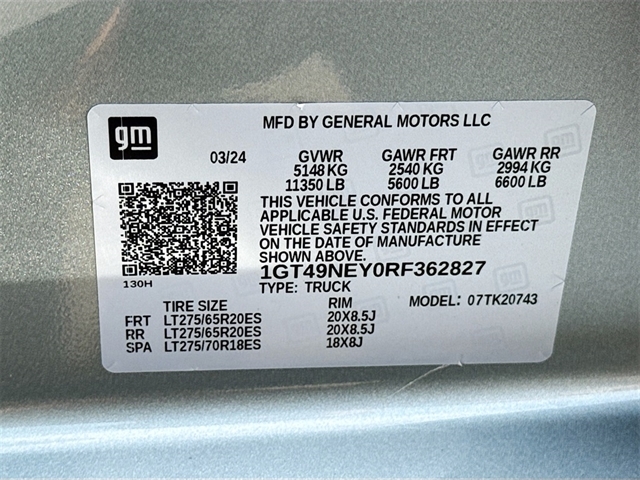 gm
MFD BY GENERAL MOTORS LLC
03/24 GVWR GAWR FRT GAWR RR
5148 KG 2540 KG 2994 KG
11350 LB 5600 LB 6600 LB
THIS VEHICLE CONFORMS TO ALL
APPLICABLE U.S. FEDERAL MOTOR
VEHICLE SAFETY STANDARDS IN EFFECT
ON THE DATE OF MANUFACTURE
SHOWN ABOVE.
1GT49NEY0RF362827
130H
TYPE: TRUCK
TIRE SIZE RIM MODEL: 07TK20743
FRT LT275/65R20ES 20X8.5J
RR LT275/65R20ES 20X8.5J
SPA LT275/70R18ES 18X8J